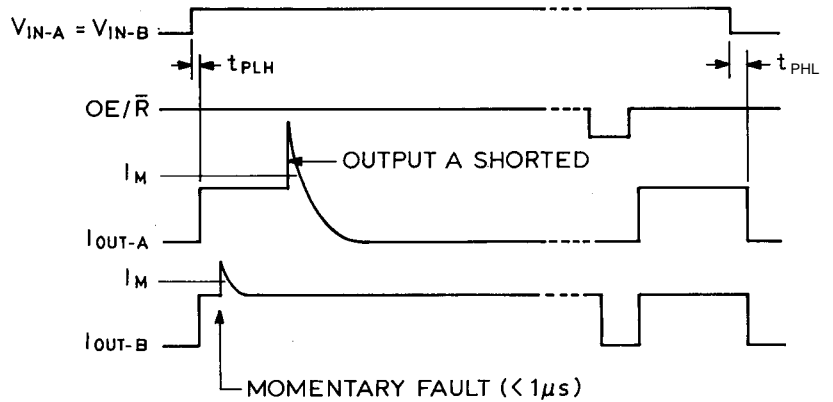 VIN-A = VIN-B
tPLH
tPHL
OE/R̅
OUTPUT A SHORTED
IM
IOUT-A
IM
IOUT-B
MOMENTARY FAULT (< 1μs)